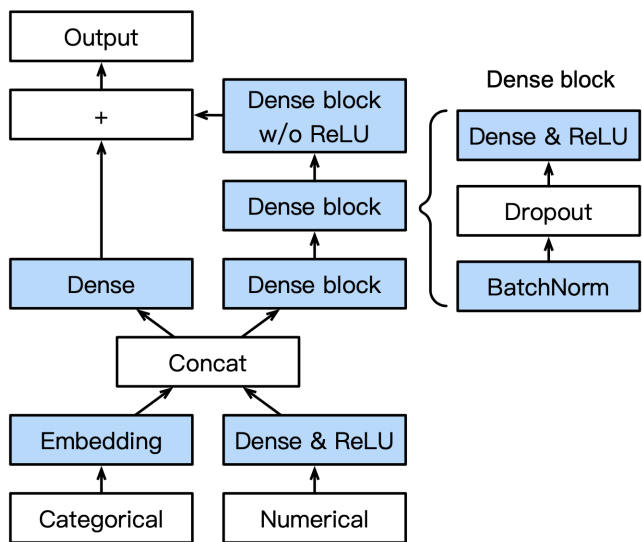 Output
+
Dense block
w/o ReLU
Dense block
Dense
Dense block
Concat
Embedding
Dense & ReLU
Categorical
Numerical
Dense block
Dense & ReLU
Dropout
BatchNorm